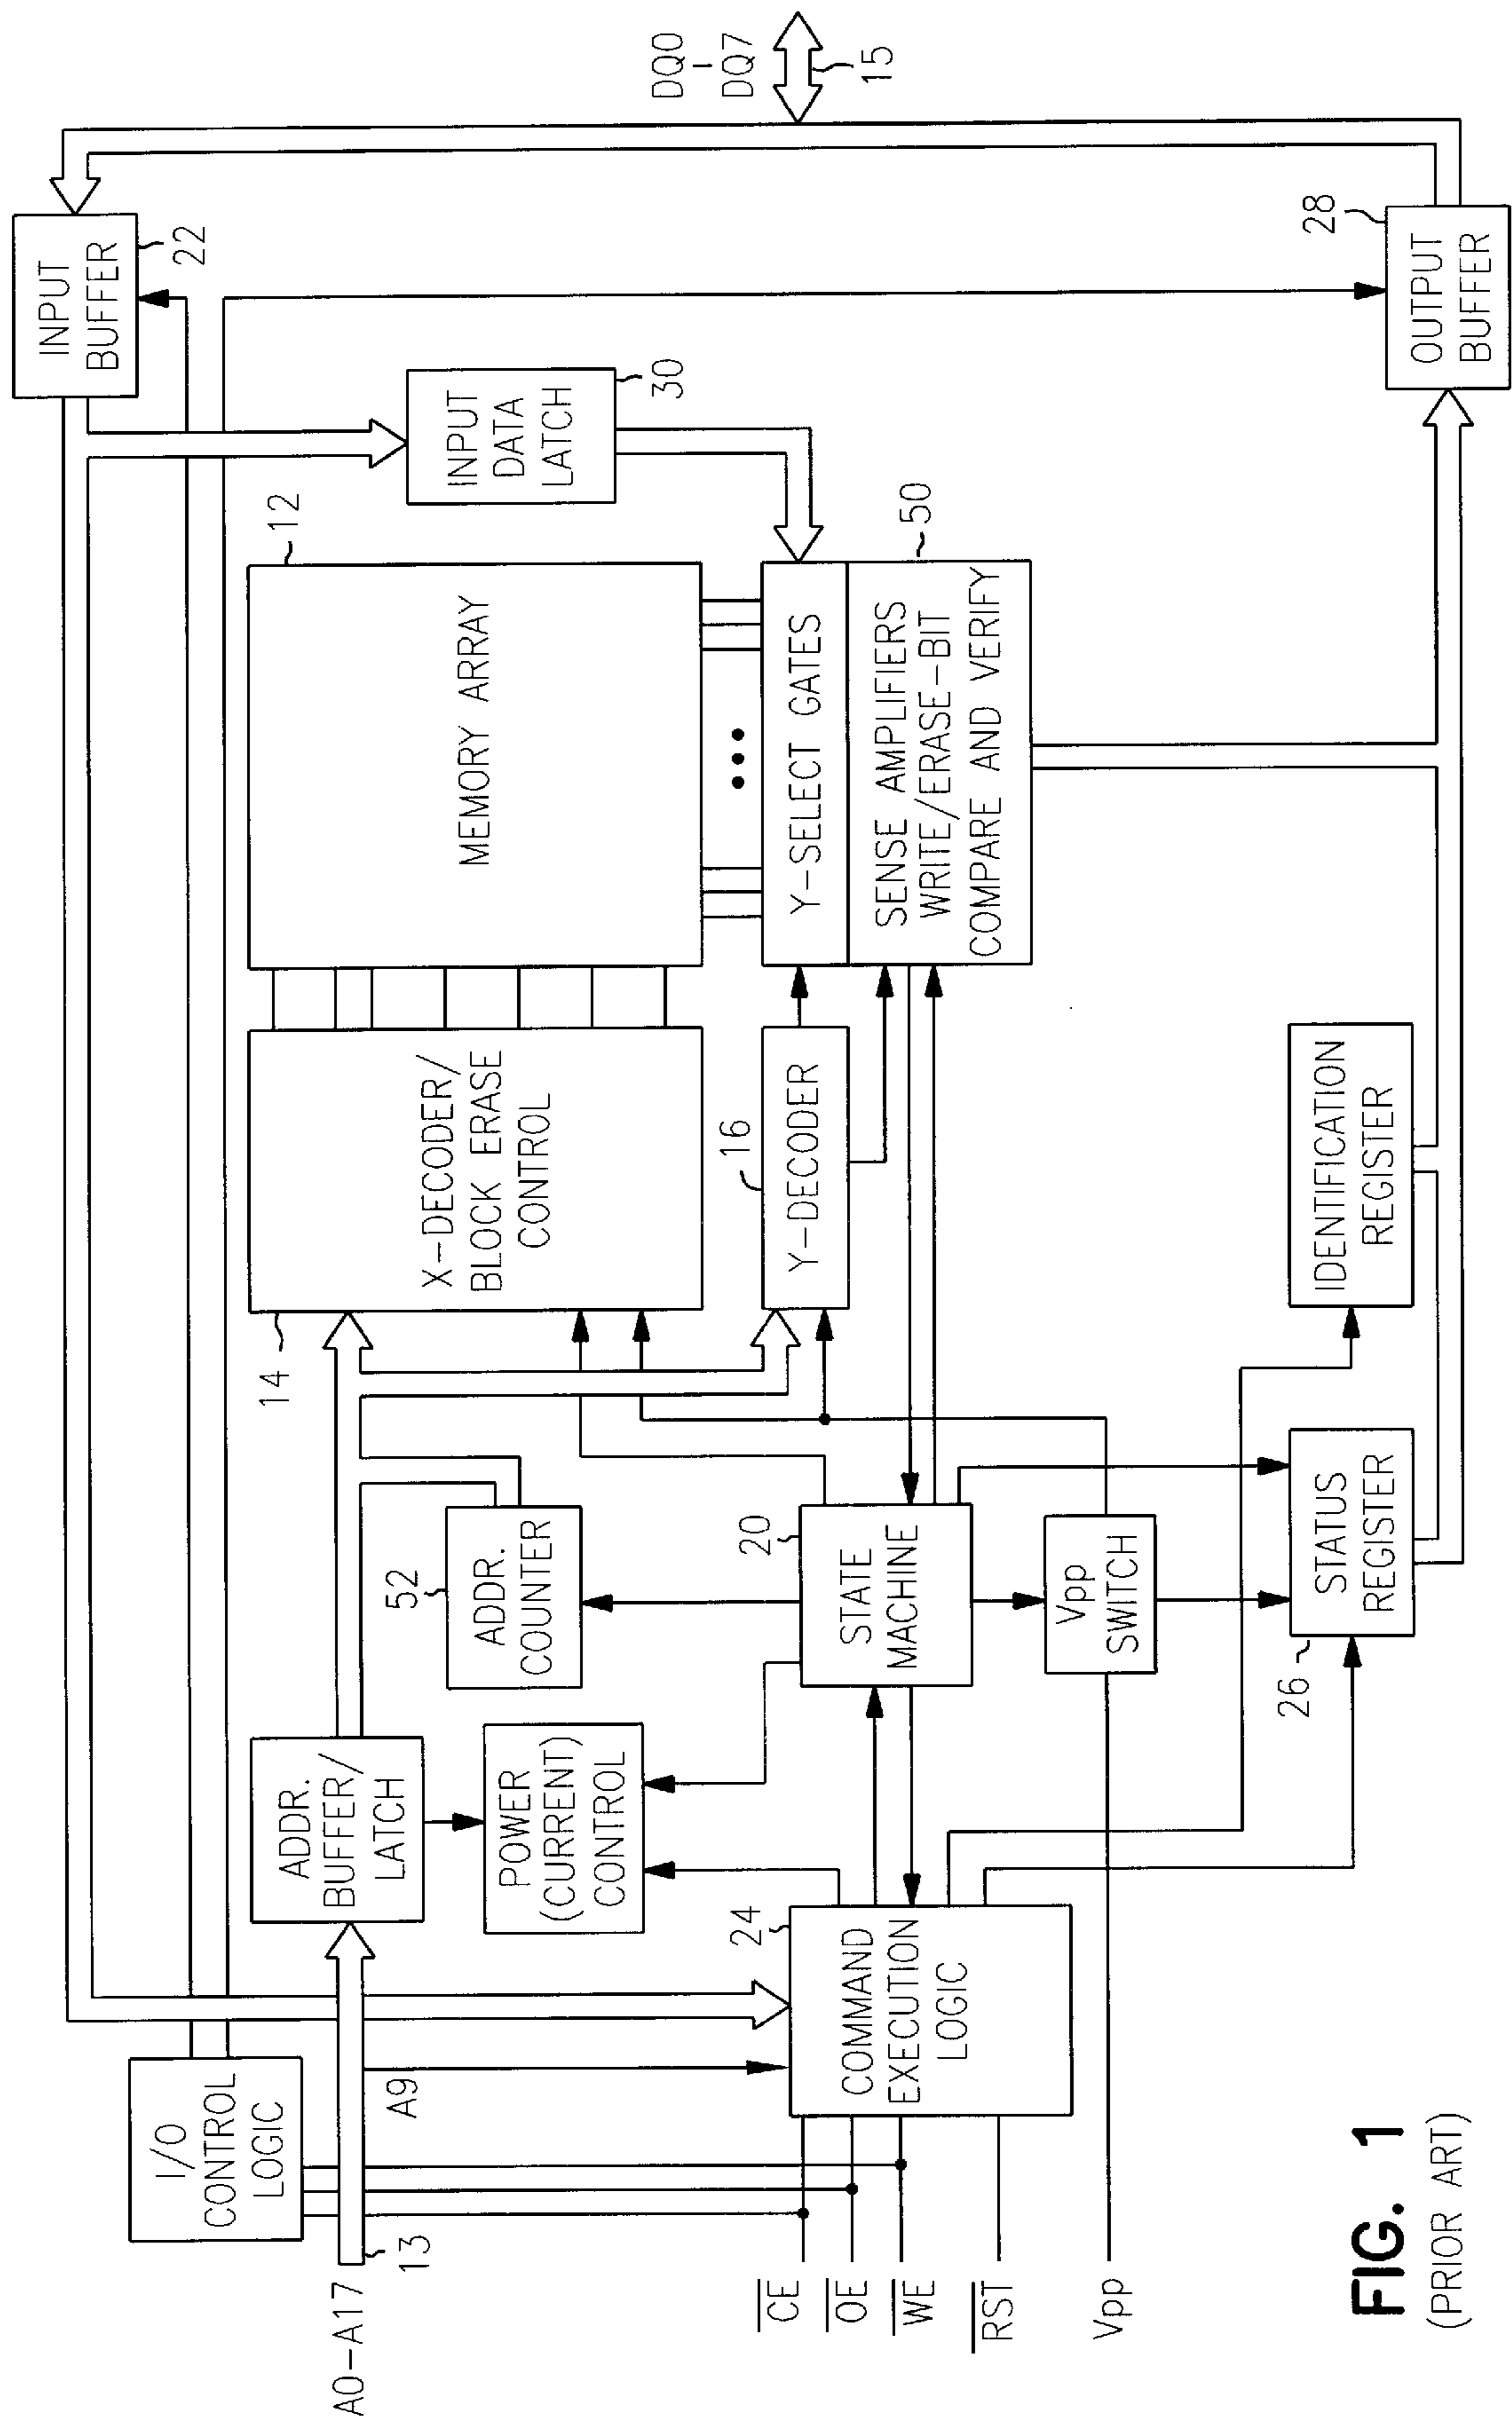 I/O
CONTROL
LOGIC
A0-A17
13
A9
ADDR.
BUFFER/
LATCH
POWER
(CURRENT)
CONTROL
52
ADDR.
COUNTER
14
X-DECODER/
BLOCK ERASE
CONTROL
12
MEMORY ARRAY
INPUT
BUFFER
22
INPUT
DATA
LATCH
30
DQ0
DQ7
15
16
Y-DECODER
Y-SELECT GATES
50
SENSE AMPLIFIERS
WRITE/ERASE-BIT
COMPARE AND VERIFY
20
STATE
MACHINE
24
COMMAND
EXECUTION
LOGIC
CE
OE
WE
RST
Vpp
Vpp
SWITCH
26
STATUS
REGISTER
IDENTIFICATION
REGISTER
28
OUTPUT
BUFFER
FIG. 1
(PRIOR ART)